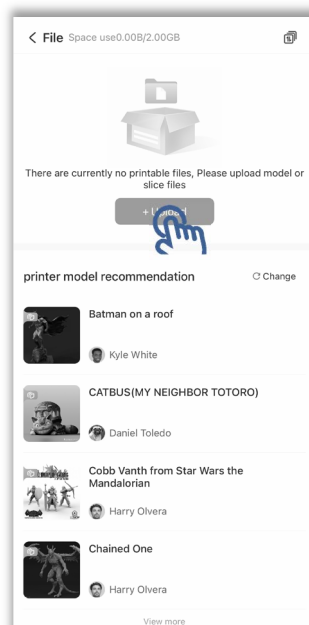 File Space use0.00B/2.00GB
There are currently no printable files, Please upload model or
slice files
+ Upload
printer model recommendation
Change
Batman on a roof
Kyle White
CATBUS(MY NEIGHBOR TOTORO)
Daniel Toledo
Cobb Vanth from Star Wars the
Mandalorian
Harry Olvera
Chained One
Harry Olvera
View more